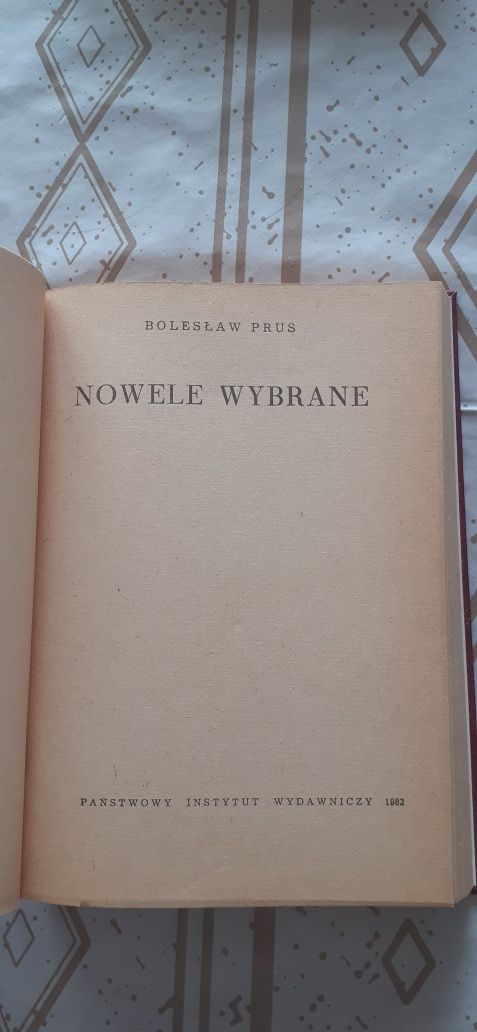 BOLESŁAW PRUS
NOWELE WYBRANE
PAŃSTWOWY INSTYTUT WYDAWNICZY 1982